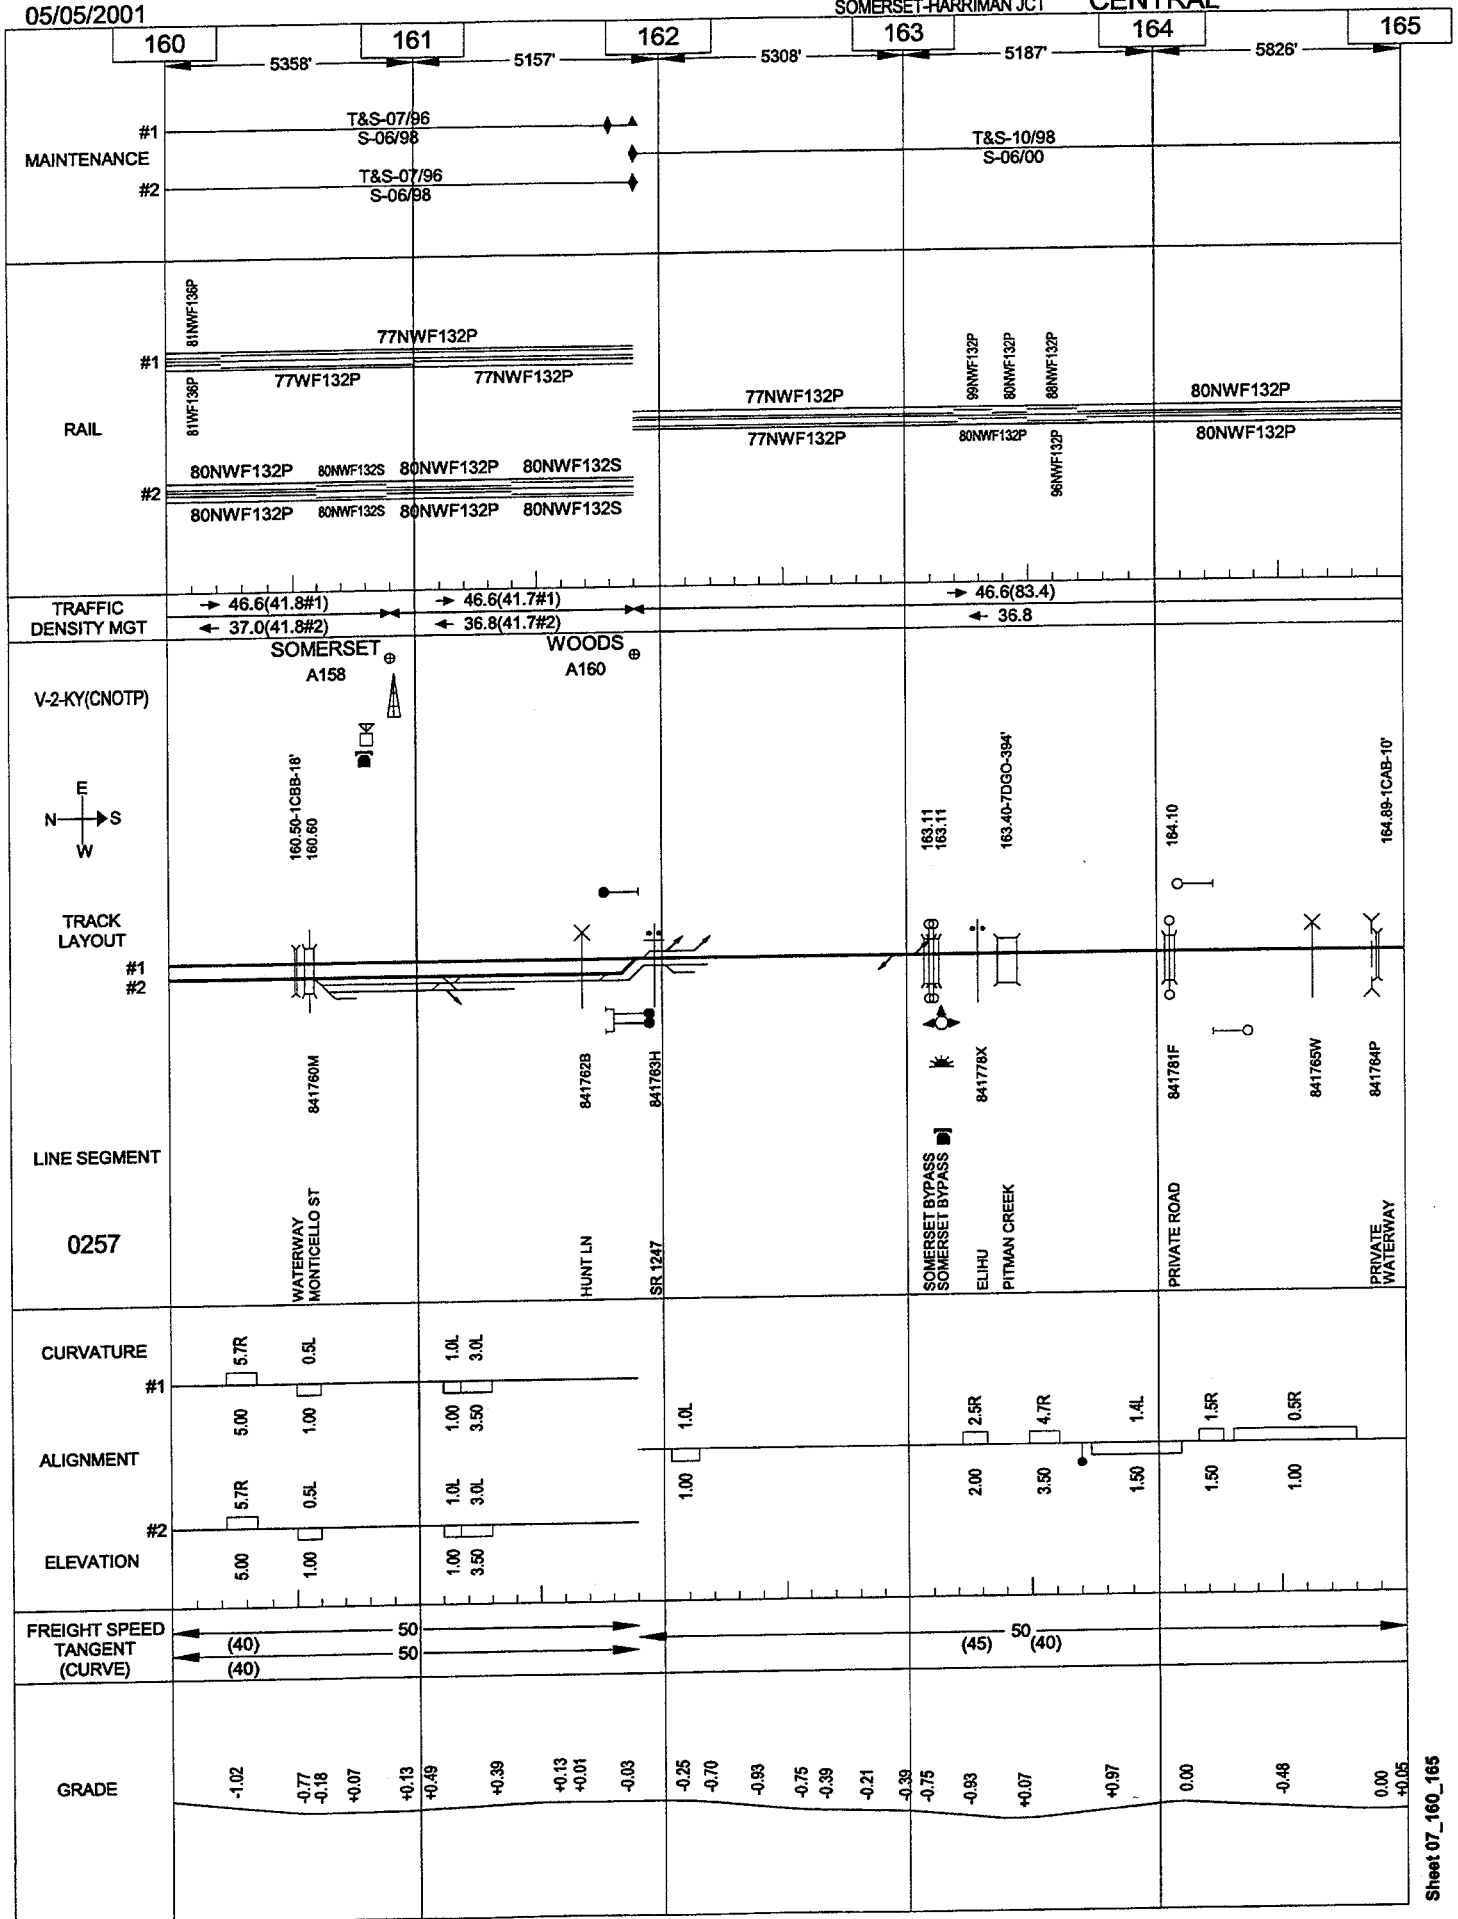 05/05/2001
SOMERSET-HARRIMAN JCT CENTRAL
160 161 162 163 164 165
5358' 5157' 5308' 5187' 5826'
MAINTENANCE
#1 T&S-07/96
S-06/98
T&S-10/98
S-06/00
#2 T&S-07/96
S-06/98
RAIL
81NWF136P
77NWF132P
#1
81WF136P
77WF132P 77NWF132P
77NWF132P
99NWF132P
80NWF132P
88NWF132P
80NWF132P
77NWF132P
80NWF132P
96NWF132P
80NWF132P
80NWF132P 80NWF132S 80NWF132P 80NWF132S
#2
80NWF132P 80NWF132S 80NWF132P 80NWF132S
TRAFFIC
DENSITY MGT
46.6(41.8#1) 46.6(41.7#1) 46.6(83.4)
37.0(41.8#2) 36.8(41.7#2) 36.8
SOMERSET
A158
WOODS
A160
V-2-KY(CNOTP)
E
N S
W
160.50-1CBB-18'
160.60
163.11
163.11
163.40-7DGO-394'
164.10
164.89-1CAB-10'
TRACK
LAYOUT
#1
#2
841760M
841762B
841763H
841778X
841781F
841765W
841764P
LINE SEGMENT
0257
WATERWAY
MONTICELLO ST
HUNT LN
SR 1247
SOMERSET BYPASS
SOMERSET BYPASS
ELIHU
PITMAN CREEK
PRIVATE ROAD
PRIVATE
WATERWAY
CURVATURE
#1
5.7R 0.5L 1.0L 3.0L
5.00 1.00 1.00 3.50
ALIGNMENT
1.0L 2.5R 4.7R 1.4L 1.5R 0.5R
1.00 2.00 3.50 1.50 1.50 1.00
#2
5.7R 0.5L 1.0L 3.0L
5.00 1.00 1.00 3.50
ELEVATION
FREIGHT SPEED
TANGENT
(CURVE)
50
(40)
50
(40)
50
(45) (40)
GRADE
-1.02 -0.77 -0.18 +0.07 +0.13 +0.49 +0.39 +0.13 +0.01 -0.03 -0.25 -0.70 -0.93 -0.75 -0.39 -0.21 -0.39 -0.75 -0.93 +0.07 +0.97 0.00 -0.48 0.00 +0.05
Sheet 07_160_165